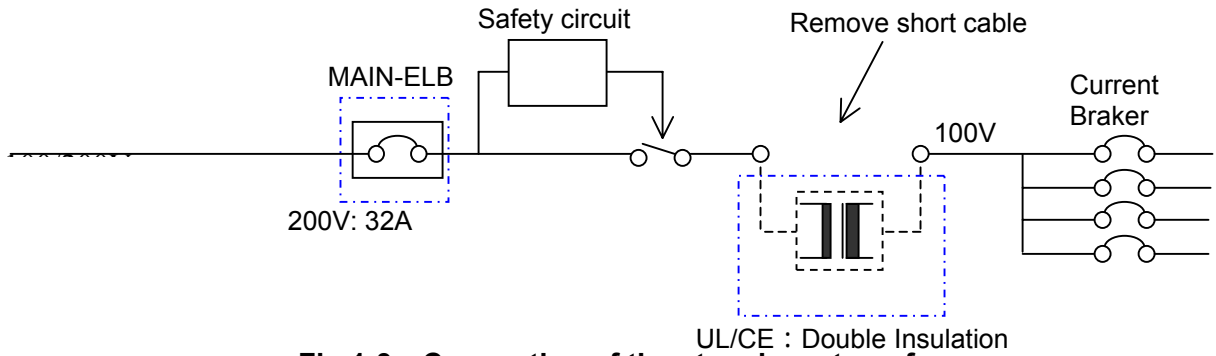 Safety circuit
Remove short cable
MAIN-ELB
Current
Braker
100V
200V: 32A
UL/CE : Double Insulation